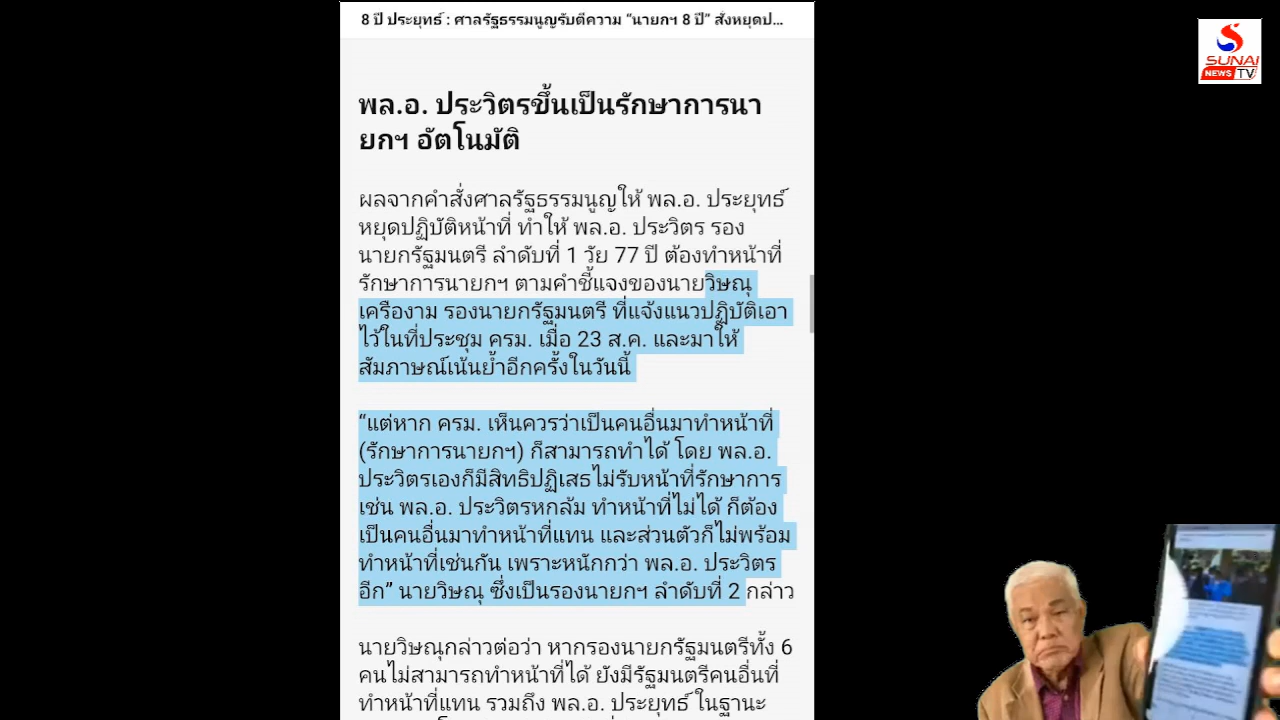 8 ปี ประยุทธ์ : ศาลรัฐธรรมนูญรับตีความ “นายกฯ 8 ปี” สั่งหยุดป...
SUNAI
NEWS TV
พล.อ. ประวิตรขึ้นเป็นรักษาการนา
ยกฯ อัตโนมัติ
ผลจากคำสั่งศาลรัฐธรรมนูญให้ พล.อ. ประยุทธ์
หยุดปฏิบัติหน้าที่ ทำให้ พล.อ. ประวิตร รอง
นายกรัฐมนตรี ลำดับที่ 1 วัย 77 ปี ต้องทำหน้าที่
รักษาการนายกฯ ตามคำชี้แจงของนายวิษณุ
เครืองาม รองนายกรัฐมนตรี ที่แจ้งแนวปฏิบัติเอา
ไว้ในที่ประชุม ครม. เมื่อ 23 ส.ค. และมาให้
สัมภาษณ์เน้นย้ำอีกครั้งในวันนี้
“แต่หาก ครม. เห็นควรว่าเป็นคนอื่นมาทำหน้าที่
(รักษาการนายกฯ) ก็สามารถทำได้ โดย พล.อ.
ประวิตรเองก็มีสิทธิปฏิเสธไม่รับหน้าที่รักษาการ
เช่น พล.อ. ประวิตรหกล้ม ทำหน้าที่ไม่ได้ ก็ต้อง
เป็นคนอื่นมาทำหน้าที่แทน และส่วนตัวก็ไม่พร้อม
ทำหน้าที่เช่นกัน เพราะหนักกว่า พล.อ. ประวิตร
อีก” นายวิษณุ ซึ่งเป็นรองนายกฯ ลำดับที่ 2 กล่าว
นายวิษณุกล่าวต่อว่า หากรองนายกรัฐมนตรีทั้ง 6
คนไม่สามารถทำหน้าที่ได้ ยังมีรัฐมนตรีคนอื่นที่
ทำหน้าที่แทน รวมถึง พล.อ. ประยุทธ์ ในฐานะ